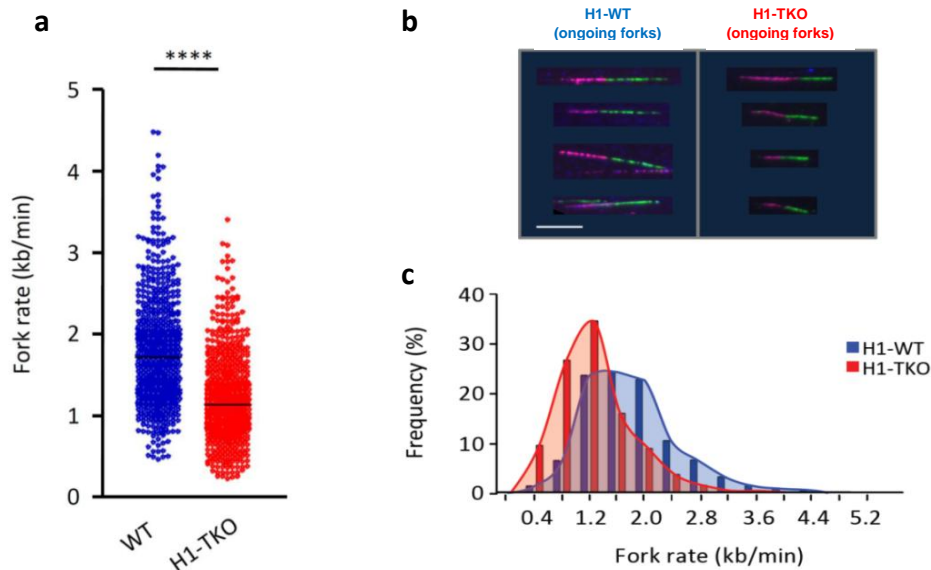 a
****
Fork rate (kb/min)
5
4
3
2
1
0
WT
H1-TKO
b
H1-WT
(ongoing forks)
H1-TKO
(ongoing forks)
c
Frequency (%)
40
30
20
10
0
0.4 1.2 2.0 2.8 3.6 4.4 5.2
Fork rate (kb/min)
H1-WT
H1-TKO